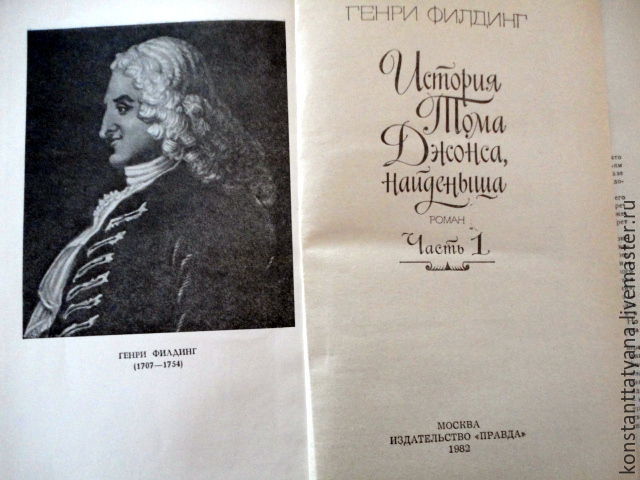 ГЕНРИ ФИЛДИНГ
(1707—1754)
ГЕНРИ ФИЛДИНГ
История
Тома
Джонса,
найденыша
РОМАН
Часть 1
МОСКВА
ИЗДАТЕЛЬСТВО «ПРАВДА»
1982
konstanttatyana.livemaster.ru